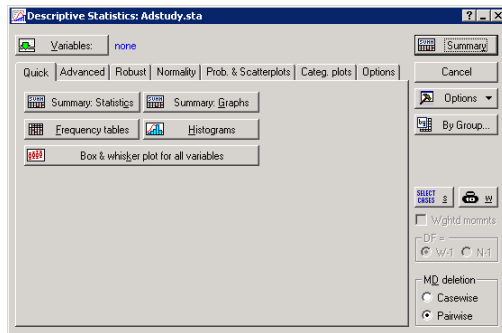 Descriptive Statistics: Adstudy.sta
Variables: none
Summary
Quick Advanced Robust Normality Prob. & Scatterplots Categ. plots Options
Cancel
Summary: Statistics Summary: Graphs
Options
Frequency tables Histograms
By Group...
Box & whisker plot for all variables
SELECT CASES S W
Wghtd momnts
DF =
W-1 N-1
MD deletion
Casewise
Pairwise